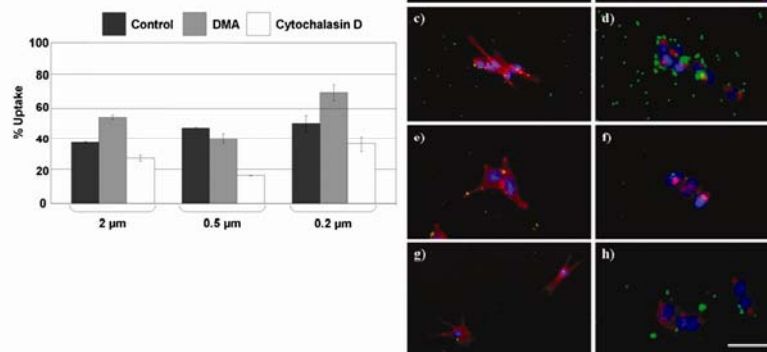 Control DMA Cytochalasin D
% Uptake
100
80
60
40
20
0
2 µm 0.5 µm 0.2 µm
c) d)
e) f)
g) h)